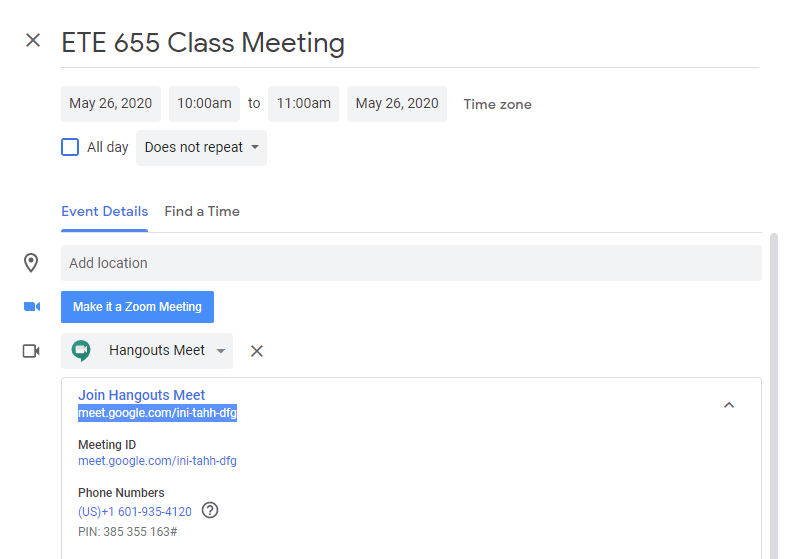 ETE 655 Class Meeting
May 26, 2020 10:00am to 11:00am May 26, 2020 Time zone
All day Does not repeat
Event Details Find a Time
Add location
Make it a Zoom Meeting
Hangouts Meet
Join Hangouts Meet
meet.google.com/ini-tahh-dfg
Meeting ID
meet.google.com/ini-tahh-dfg
Phone Numbers
(US)+1 601-935-4120
PIN: 385 355 163#